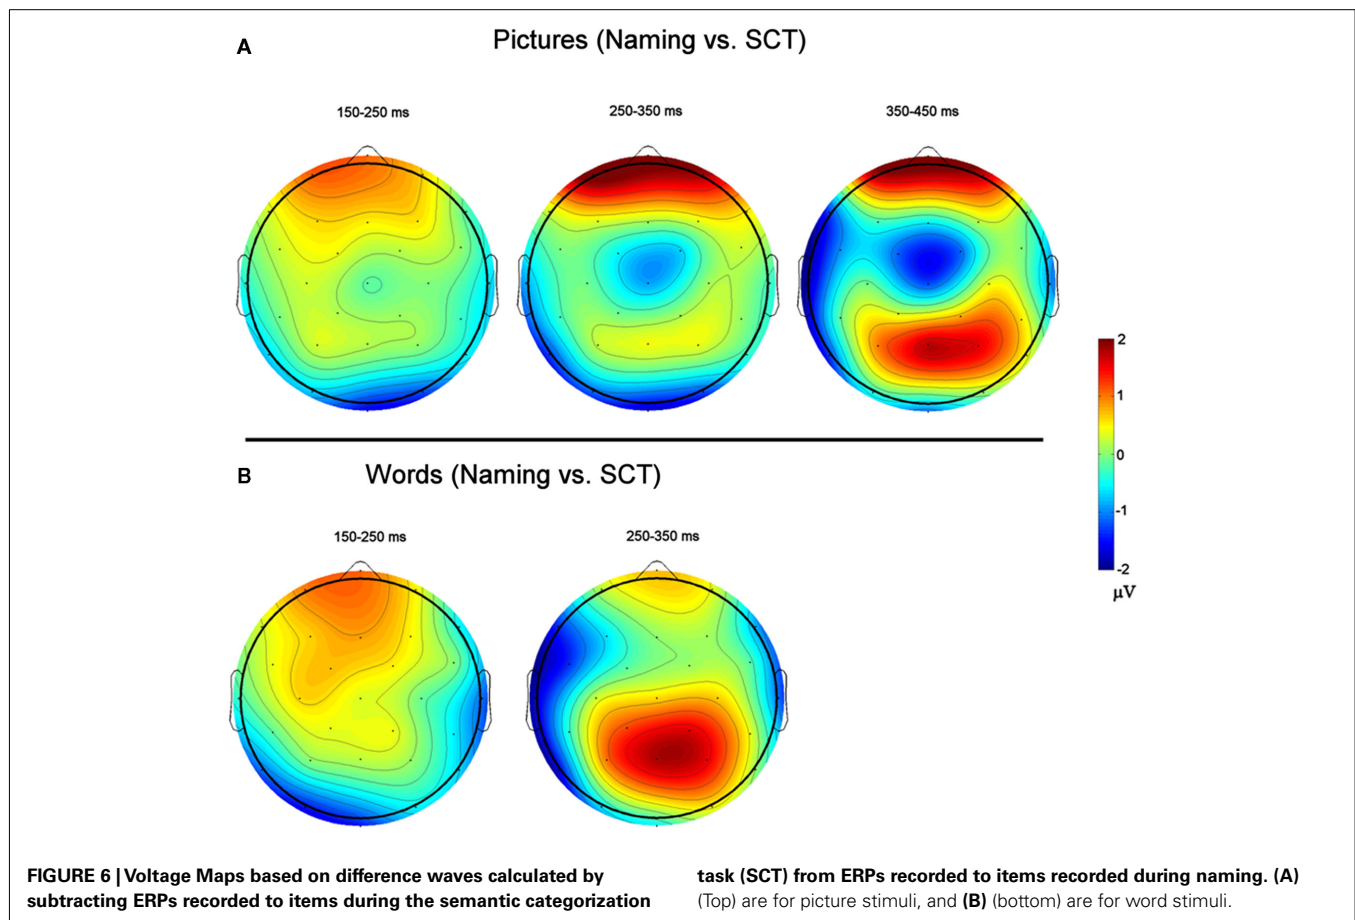 A
Pictures (Naming vs. SCT)
150-250 ms
250-350 ms
350-450 ms
2
1
0
-1
-2
μV
B
Words (Naming vs. SCT)
150-250 ms
250-350 ms
FIGURE 6 | Voltage Maps based on difference waves calculated by
subtracting ERPs recorded to items during the semantic categorization
task (SCT) from ERPs recorded to items recorded during naming. (A)
(Top) are for picture stimuli, and (B) (bottom) are for word stimuli.